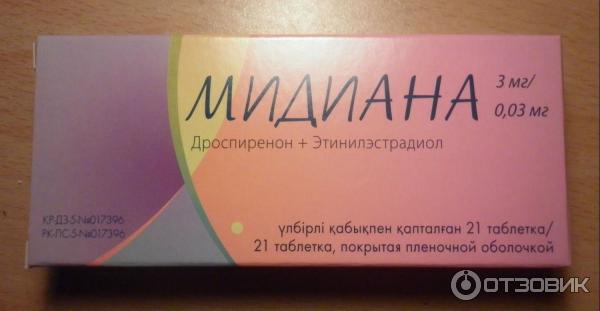 МИДИАНА
3 мг/
0,03 мг
Дроспиренон + Этинилэстрадиол
ҚР-ДЗ-5-№017396
РК-ЛС-5-№017396
үлбірлі қабықпен қапталған 21 таблетка/
21 таблетка, покрытая пленочной оболочкой
ОТЗОВИК